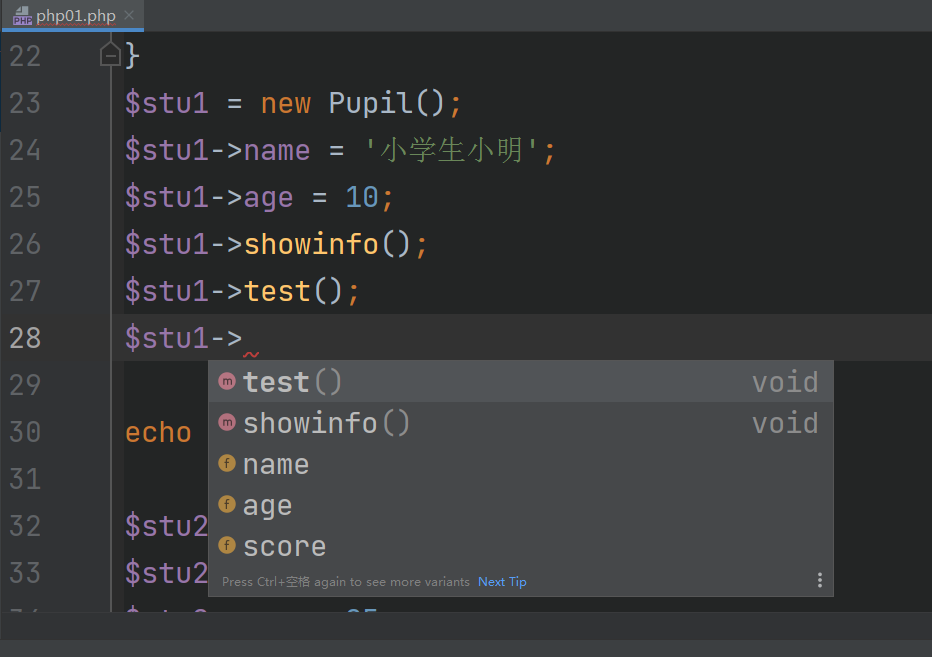 php01.php
22 }
23 $stu1 = new Pupil();
24 $stu1->name = '小学生小明';
25 $stu1->age = 10;
26 $stu1->showinfo();
27 $stu1->test();
28 $stu1->
29
m test() void
30 echo
m showinfo() void
f name
31
f age
32 $stu2
f score
33 $stu2
Press Ctrl+空格 again to see more variants Next Tip